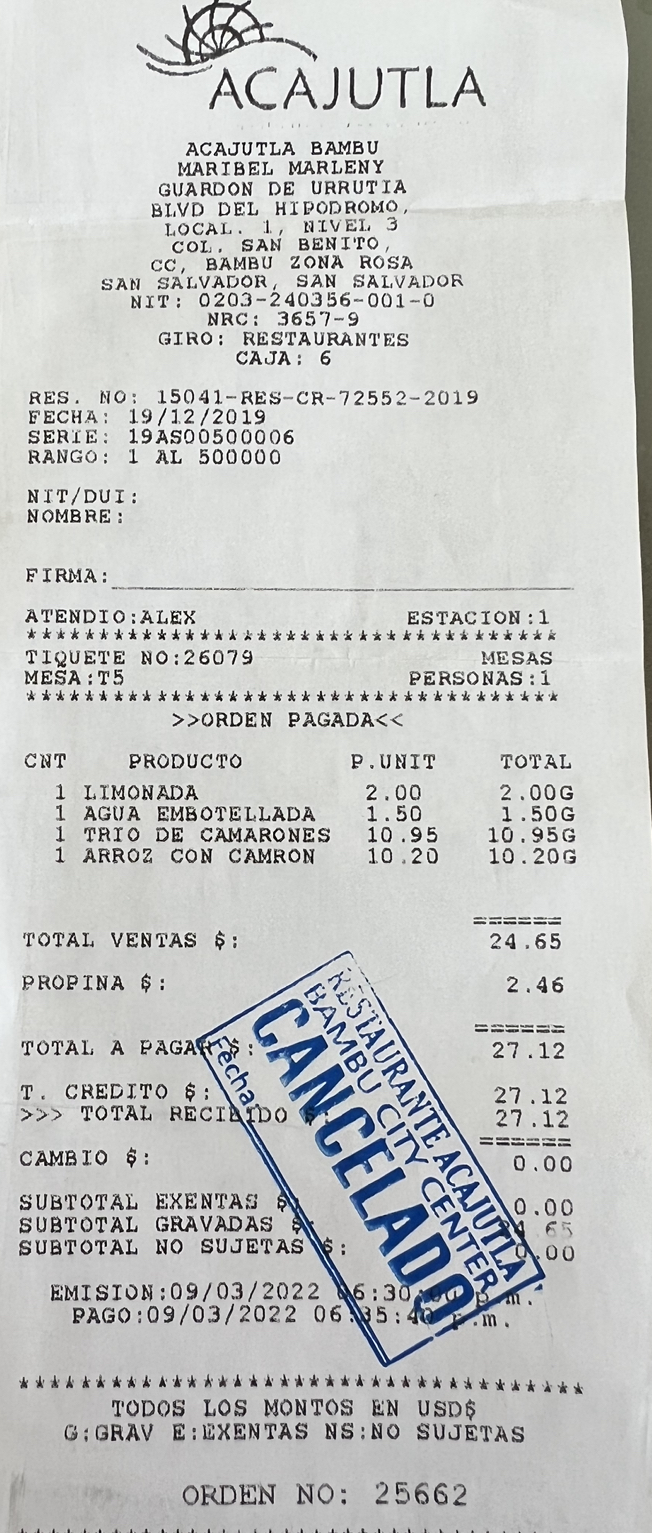 ACAJUTLA
ACAJUTLA BAMBU
MARIBEL MARLENY
GUARDON DE URRUTIA
BLVD DEL HIPODROMO,
LOCAL. 1, NIVEL 3
COL. SAN BENITO,
CC, BAMBU ZONA ROSA
SAN SALVADOR, SAN SALVADOR
NIT: 0203-240356-001-0
NRC: 3657-9
GIRO: RESTAURANTES
CAJA: 6
RES. NO: 15041-RES-CR-72552-2019
FECHA: 19/12/2019
SERIE: 19AS00500006
RANGO: 1 AL 500000
NIT/DUI:
NOMBRE:
FIRMA:
ATENDIO:ALEX ESTACION:1
************************************
TIQUETE NO:26079 MESAS
MESA:T5 PERSONAS:1
************************************
>>ORDEN PAGADA<<
CNT PRODUCTO P.UNIT TOTAL
1 LIMONADA 2.00 2.00G
1 AGUA EMBOTELLADA 1.50 1.50G
1 TRIO DE CAMARONES 10.95 10.95G
1 ARROZ CON CAMRON 10.20 10.20G
======
TOTAL VENTAS $: 24.65
PROPINA $: 2.46
======
TOTAL A PAGAR $: 27.12
T. CREDITO $: 27.12
>>> TOTAL RECIBIDO $: 27.12
======
CAMBIO $: 0.00
SUBTOTAL EXENTAS $: 0.00
SUBTOTAL GRAVADAS $: 24.65
SUBTOTAL NO SUJETAS $: 0.00
EMISION:09/03/2022 06:30:00 p.m.
PAGO:09/03/2022 06:35:40 p.m.
RESTAURANTE ACAJUTLA
BAMBU CITY CENTER
CANCELADO
Fecha:
************************************
TODOS LOS MONTOS EN USD$
G:GRAV E:EXENTAS NS:NO SUJETAS
ORDEN NO: 25662